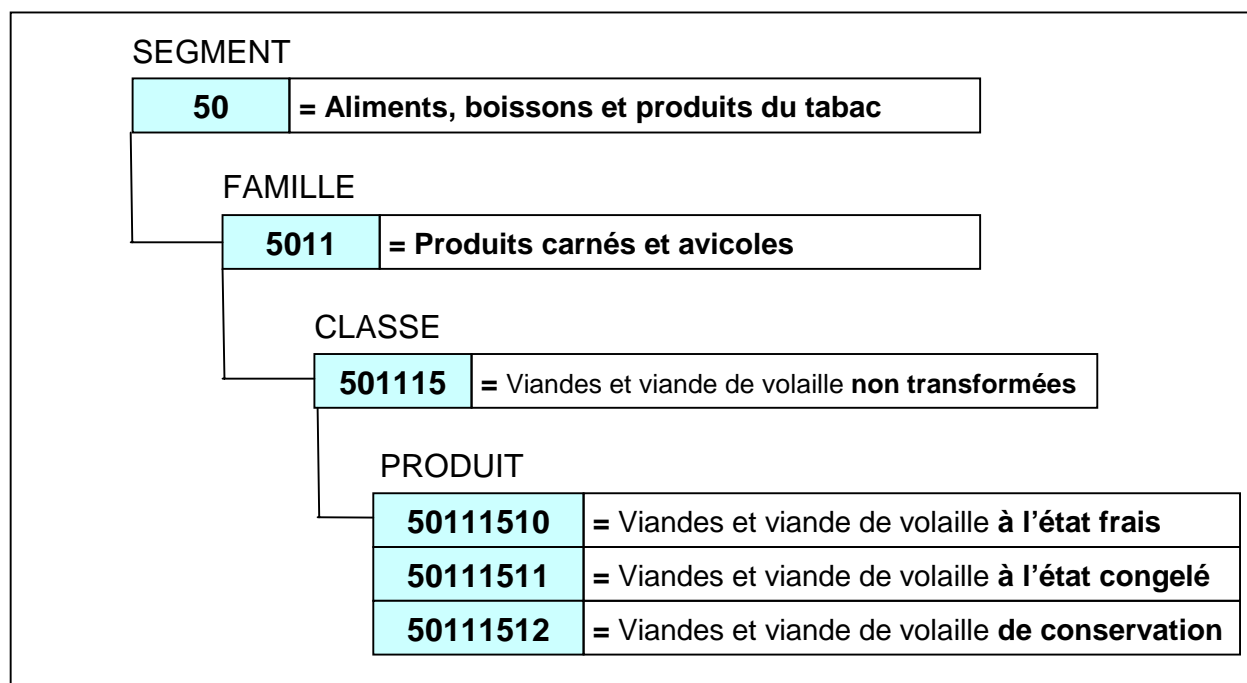 SEGMENT
50 = Aliments, boissons et produits du tabac
FAMILLE
5011 = Produits carnés et avicoles
CLASSE
501115 = Viandes et viande de volaille non transformées
PRODUIT
50111510 = Viandes et viande de volaille à l’état frais
50111511 = Viandes et viande de volaille à l’état congelé
50111512 = Viandes et viande de volaille de conservation